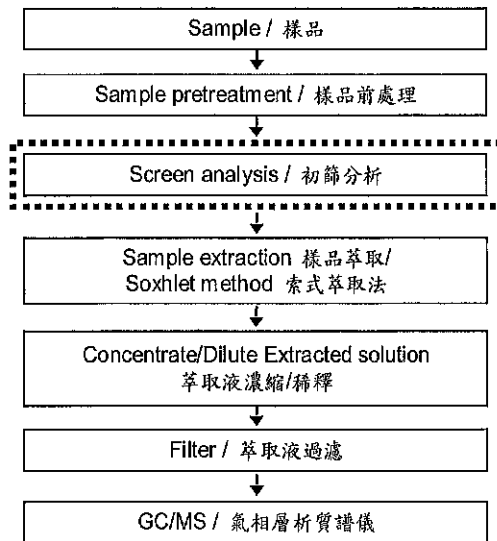 Sample / 樣品
Sample pretreatment / 樣品前處理
Screen analysis / 初篩分析
Sample extraction 樣品萃取/
Soxhlet method 索式萃取法
Concentrate/Dilute Extracted solution
萃取液濃縮/稀釋
Filter / 萃取液過濾
GC/MS / 氣相層析質譜儀